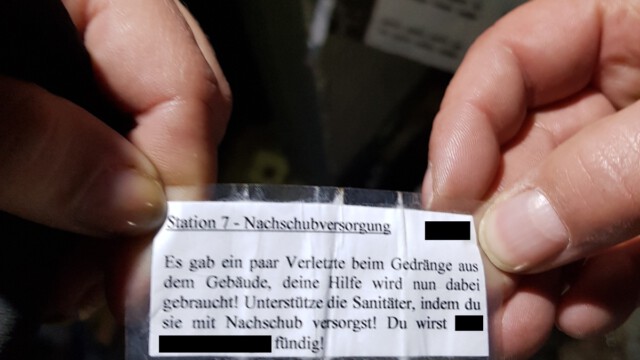 Station 7 - Nachschubversorgung
Es gab ein paar Verletzte beim Gedränge aus
dem Gebäude, deine Hilfe wird nun dabei
gebraucht! Unterstütze die Sanitäter, indem du
sie mit Nachschub versorgst! Du wirst
fündig!